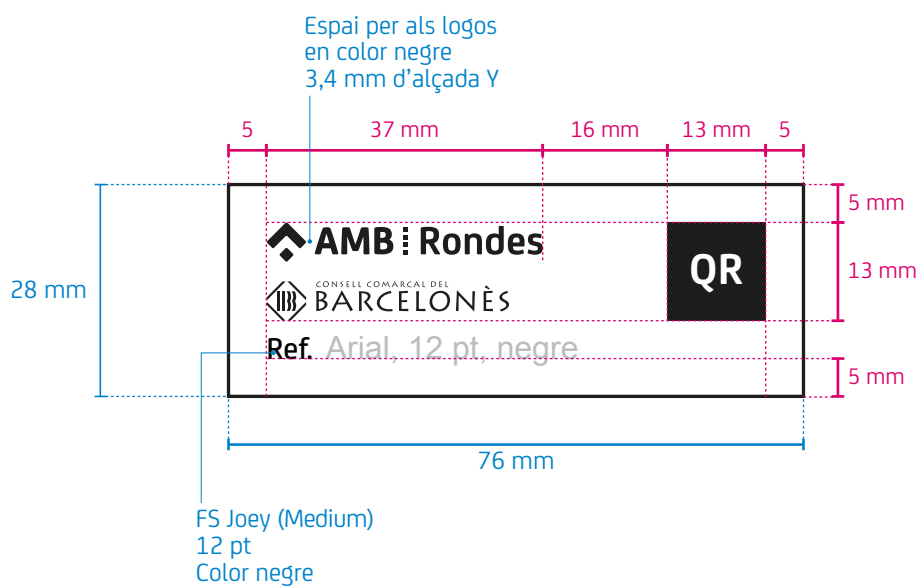 Espai per als logos
en color negre
3,4 mm d'alçada Y
5 37 mm 16 mm 13 mm 5
5 mm
AMB Rondes
QR
13 mm
28 mm
CONSELL COMARCAL DEL
BARCELONÈS
Ref. Arial, 12 pt, negre
5 mm
76 mm
FS Joey (Medium)
12 pt
Color negre